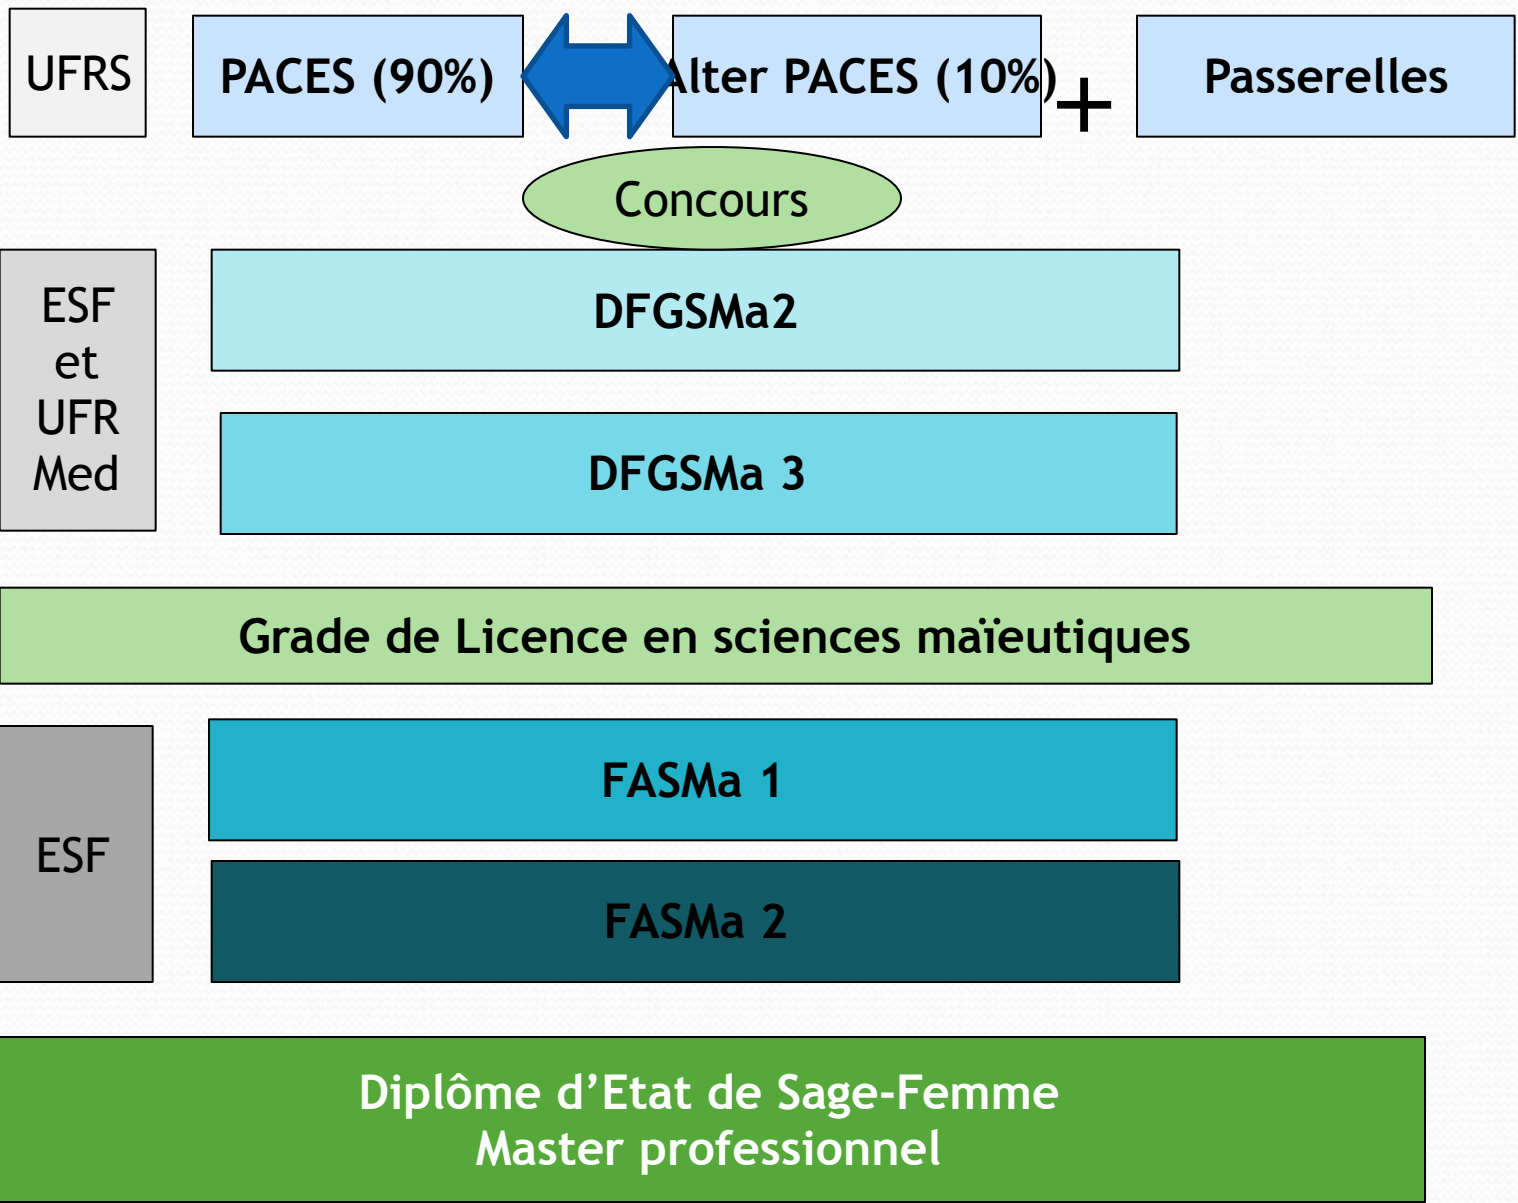 UFRS
PACES (90%)
Alter PACES (10%)
+
Passerelles
Concours
ESF
et
UFR
Med
DFGSMa2
DFGSMa 3
Grade de Licence en sciences maïeutiques
ESF
FASMa 1
FASMa 2
Diplôme d’Etat de Sage-Femme
Master professionnel